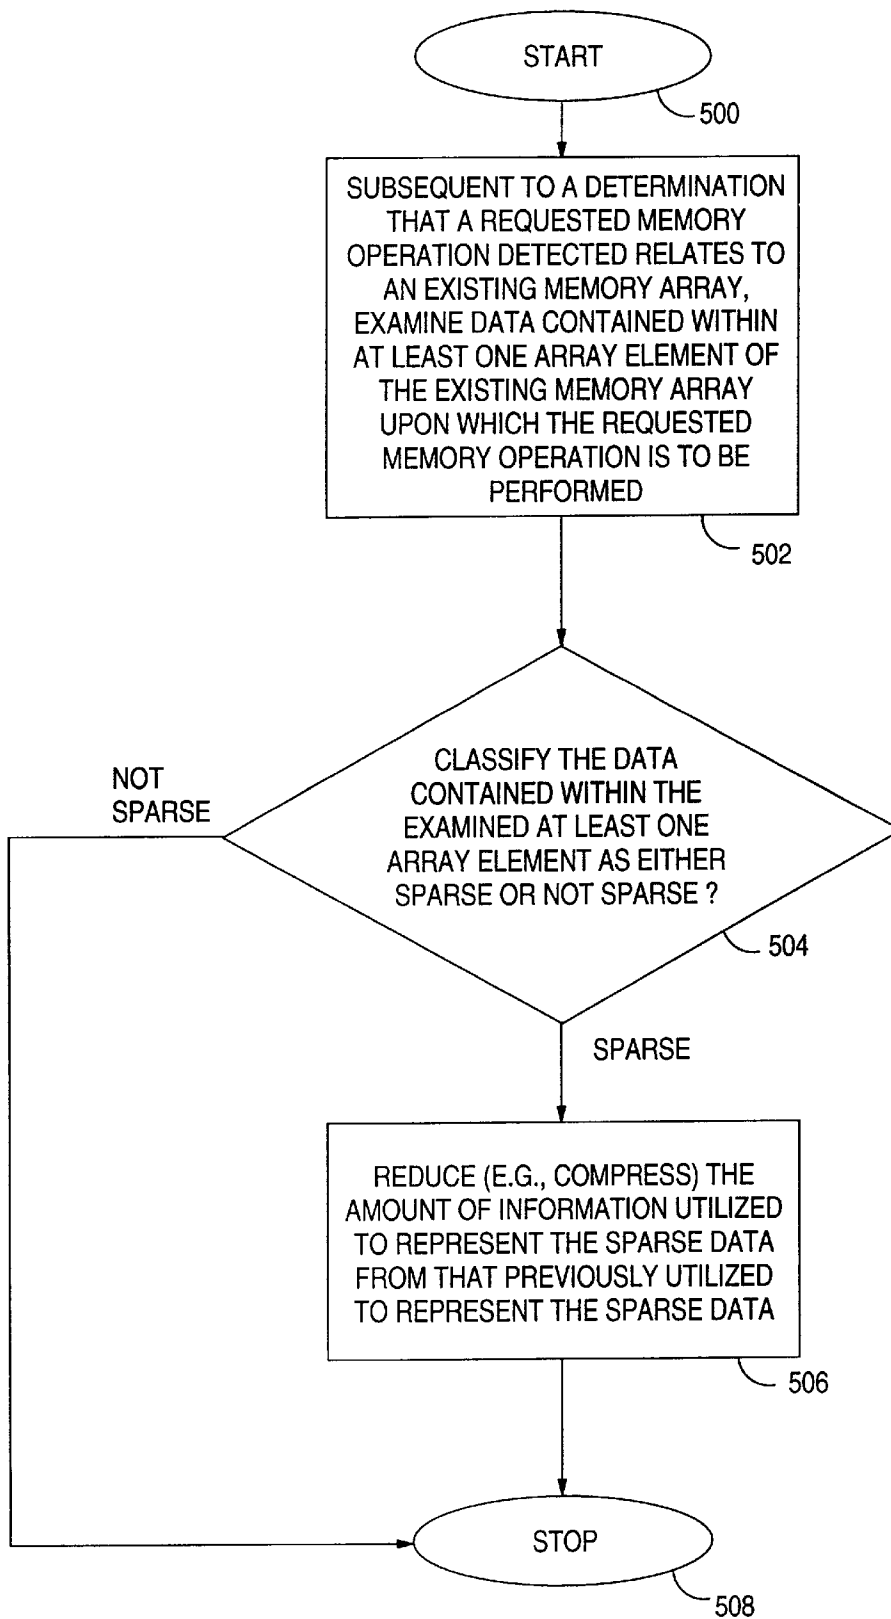 START
500
SUBSEQUENT TO A DETERMINATION
THAT A REQUESTED MEMORY
OPERATION DETECTED RELATES TO
AN EXISTING MEMORY ARRAY,
EXAMINE DATA CONTAINED WITHIN
AT LEAST ONE ARRAY ELEMENT OF
THE EXISTING MEMORY ARRAY
UPON WHICH THE REQUESTED
MEMORY OPERATION IS TO BE
PERFORMED
502
CLASSIFY THE DATA
CONTAINED WITHIN THE
EXAMINED AT LEAST ONE
ARRAY ELEMENT AS EITHER
SPARSE OR NOT SPARSE ?
504
NOT
SPARSE
SPARSE
REDUCE (E.G., COMPRESS) THE
AMOUNT OF INFORMATION UTILIZED
TO REPRESENT THE SPARSE DATA
FROM THAT PREVIOUSLY UTILIZED
TO REPRESENT THE SPARSE DATA
506
STOP
508